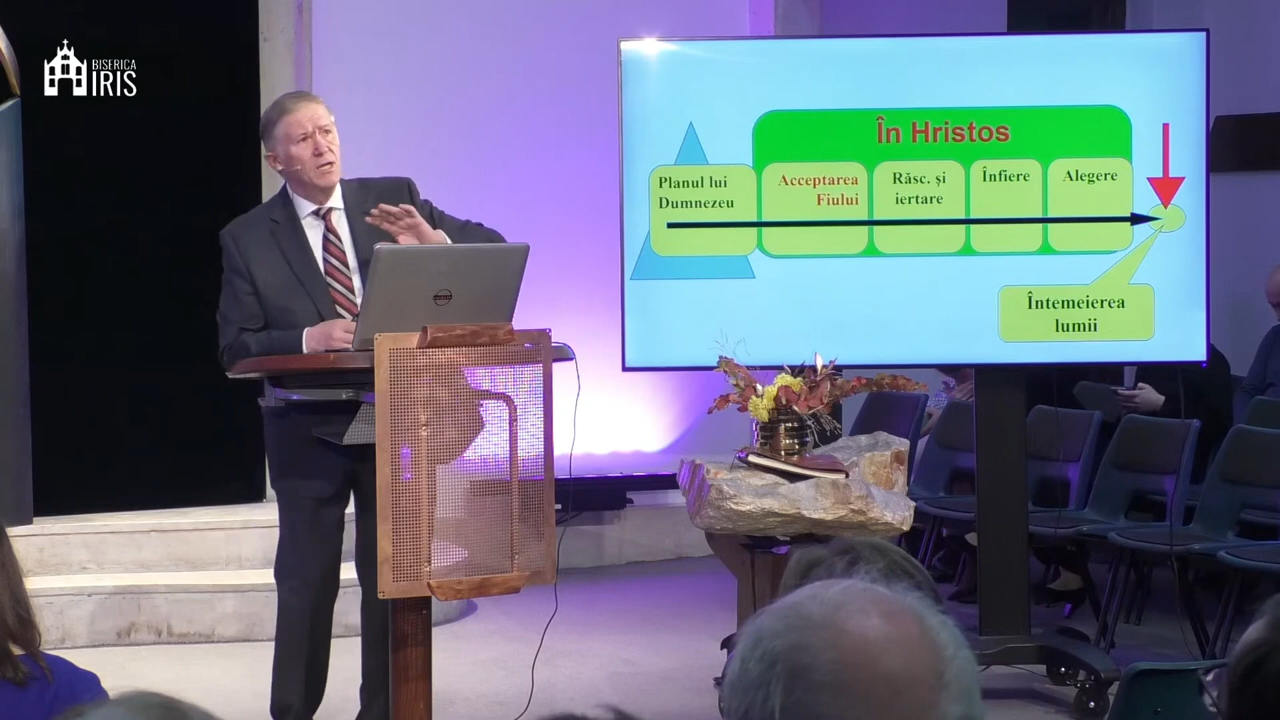 BISERICA
IRIS
În Hristos
Planul lui
Dumnezeu
Acceptarea
Fiului
Răsc. și
iertare
Înfiere
Alegere
Întemeierea
lumii